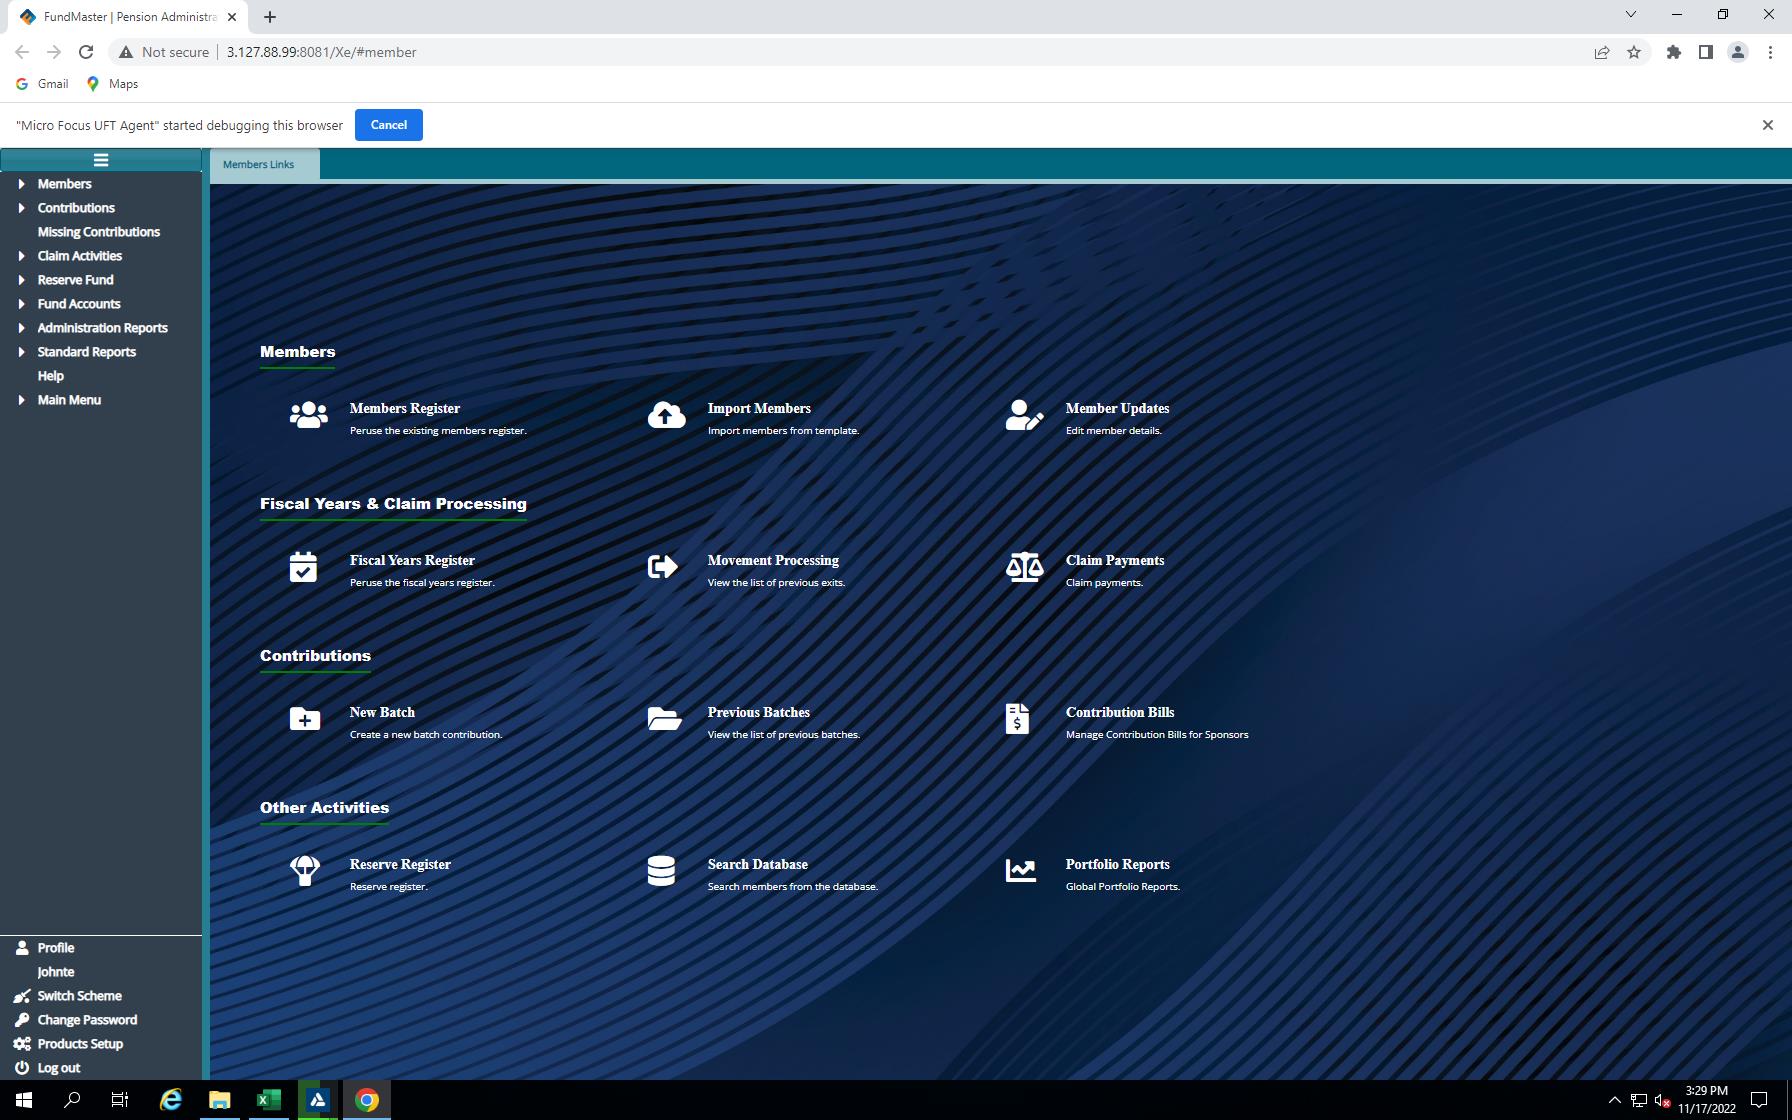 FundMaster | Pension Administra
Not secure
3.127.88.99:8081/Xe/#member
Gmail
Maps
"Micro Focus UFT Agent" started debugging this browser
Cancel
Members Links
Members
Contributions
Missing Contributions
Claim Activities
Reserve Fund
Fund Accounts
Administration Reports
Standard Reports
Help
Main Menu
Members
Members Register
Peruse the existing members register.
Import Members
Import members from template.
Member Updates
Edit member details.
Fiscal Years & Claim Processing
Fiscal Years Register
Peruse the fiscal years register.
Movement Processing
View the list of previous exits.
Claim Payments
Claim payments.
Contributions
New Batch
Create a new batch contribution.
Previous Batches
View the list of previous batches.
Contribution Bills
Manage Contribution Bills for Sponsors
Other Activities
Reserve Register
Reserve register.
Search Database
Search members from the database.
Portfolio Reports
Global Portfolio Reports.
Profile
Johnte
Switch Scheme
Change Password
Products Setup
Log out
3:29 PM
11/17/2022